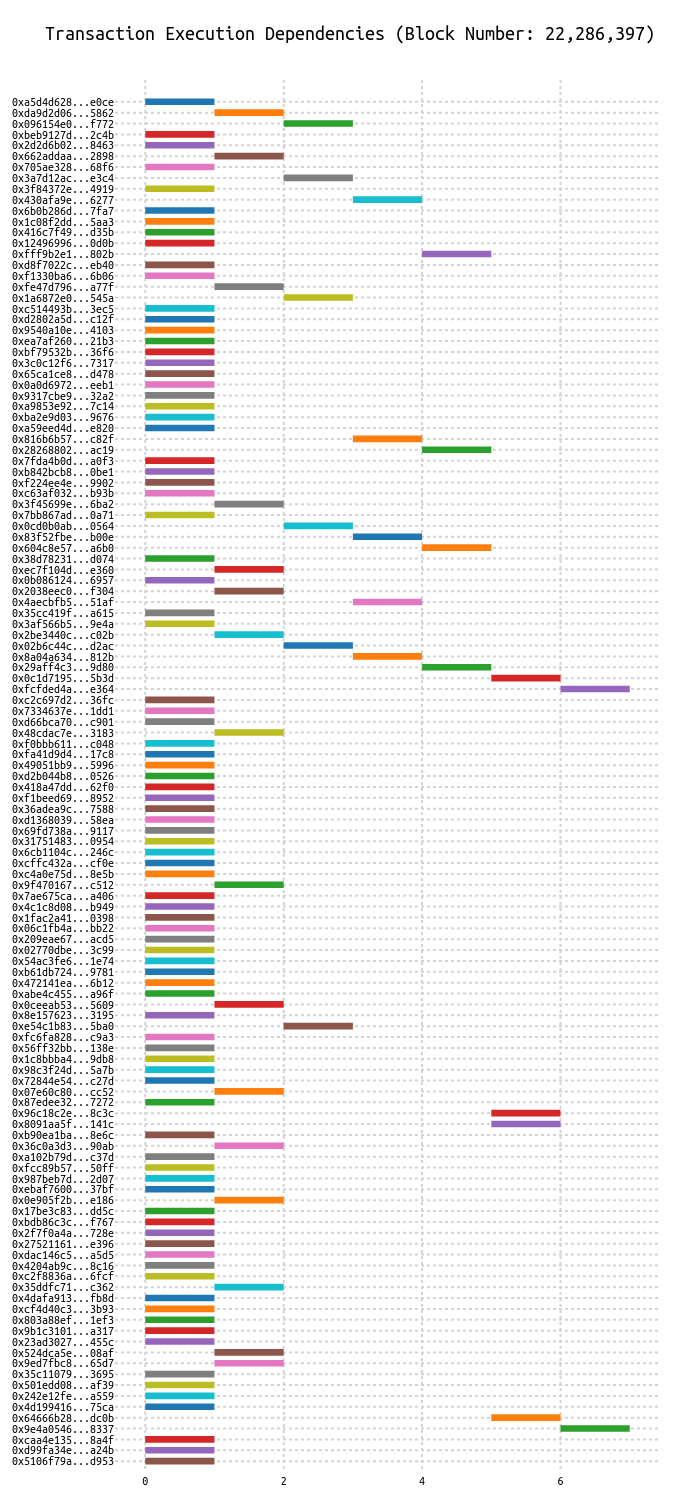 Transaction Execution Dependencies (Block Number: 22,286,397)
0xa5d4d628...e0ce
0xda9d2d06...5862
0x096154e0...f772
0xbeb9127d...2c4b
0x2d2d6b02...8463
0x662addaa...2898
0x705ae328...68f6
0x3a7d12ac...e3c4
0x3f84372e...4919
0x430afa9e...6277
0x6b0b286d...7fa7
0x1c08f2dd...5aa3
0x416c7f49...d35b
0x12496996...0d0b
0xfff9b2e1...802b
0xd8f7022c...eb40
0xf1330ba6...6b06
0xfe47d796...a77f
0x1a6872e0...545a
0xc514493b...3ec5
0xd2802a5d...c12f
0x9540a10e...4103
0xea7af260...21b3
0xbf79532b...36f6
0x3c0c12f6...7317
0x65ca1ce8...d478
0x0a0d6972...eeb1
0x9317cbe9...32a2
0xa9853e92...7c14
0xba2e9d03...9676
0xa59eed4d...e820
0x816b6b57...c82f
0x28268802...ac19
0x7fda4b0d...a0f3
0xb842bcb8...0be1
0xf224ee4e...9902
0xc63af032...b93b
0x3f45699e...6ba2
0x7bb867ad...0a71
0x0cd0b0ab...0564
0x83f52fbe...b00e
0x604c8e57...a6b0
0x38d78231...d074
0xec7f104d...e360
0x0b086124...6957
0x2038eec0...f304
0x4aecbfb5...51af
0x35cc419f...a615
0x3af566b5...9e4a
0x2be3440c...c02b
0x02b6c44c...d2ac
0x8a04a634...812b
0x29aff4c3...9d80
0x0c1d7195...5b3d
0xfcfded4a...e364
0xc2c697d2...36fc
0x7334637e...1dd1
0xd66bca70...c901
0x48cdac7e...3183
0xf0bbb611...c048
0xfa41d9d4...17c8
0x49051bb9...5996
0xd2b044b8...0526
0x418a47dd...62f0
0xf1beed69...8952
0x36adea9c...7588
0xd1368039...58ea
0x69fd738a...9117
0x31751483...0954
0x6cb1104c...246c
0xcffc432a...cf0e
0xc4a0e75d...8e5b
0x9f470167...c512
0x7ae675ca...a406
0x4c1c8d08...b949
0x1fac2a41...0398
0x06c1fb4a...bb22
0x209eae67...acd5
0x02770dbe...3c99
0x54ac3fe6...1e74
0xb61db724...9781
0x472141ea...6b12
0xabe4c455...a96f
0x0ceeab53...5609
0x8e157623...3195
0xe54c1b83...5ba0
0xfc6fa828...c9a3
0x56ff32bb...138e
0x1c8bbba4...9db8
0x98c3f24d...5a7b
0x72844e54...c27d
0x07e60c80...cc52
0x87edee32...7272
0x96c18c2e...8c3c
0x8091aa5f...141c
0xb90ea1ba...8e6c
0x36c0a3d3...90ab
0xa102b79d...c37d
0xfcc89b57...50ff
0x987beb7d...2d07
0xebaf7600...37bf
0x0e905f2b...e186
0x17be3c83...dd5c
0xbdb86c3c...f767
0x2f7f0a4a...728e
0x27521161...e396
0xdac146c5...a5d5
0x4204ab9c...8c16
0xc2f8836a...6fcf
0x35ddfc71...c362
0x4dafa913...fb8d
0xcf4d40c3...3b93
0x803a88ef...1ef3
0x9b1c3101...a317
0x23ad3027...455c
0x524dca5e...08af
0x9ed7fbc8...65d7
0x35c11079...3695
0x501edd08...af39
0x242e12fe...a559
0x4d199416...75ca
0x64666b28...dc0b
0x9e4a0546...8337
0xcaa4e135...8a4f
0xd99fa34e...a24b
0x5106f79a...d953
0 2 4 6